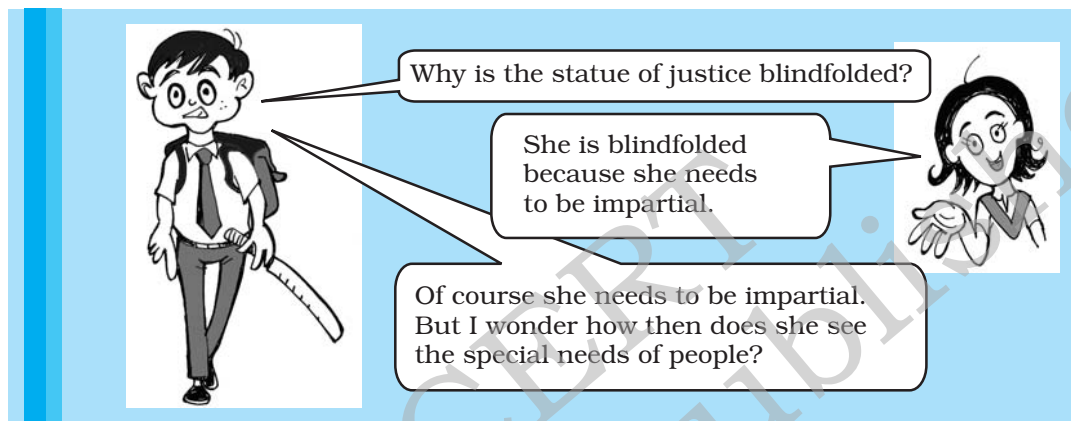 Why is the statue of justice blindfolded?
She is blindfolded
because she needs
to be impartial.
Of course she needs to be impartial.
But I wonder how then does she see
the special needs of people?